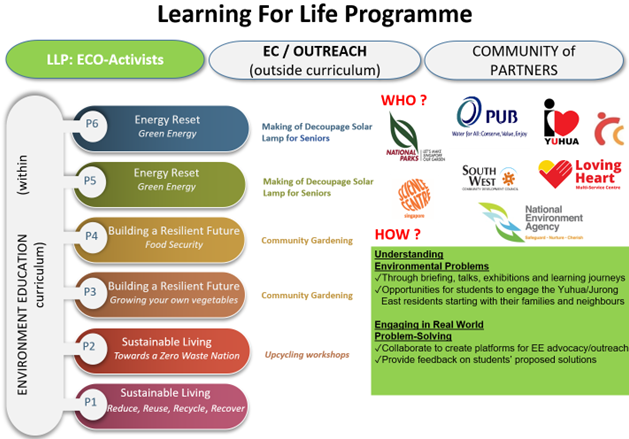 Learning For Life Programme
LLP: ECO-Activists
EC / OUTREACH
(outside curriculum)
COMMUNITY of
PARTNERS
ENVIRONMENT EDUCATION (within
curriculum)
P6
Energy Reset
Green Energy
Making of Decoupage Solar
Lamp for Seniors
P5
Energy Reset
Green Energy
Making of Decoupage Solar
Lamp for Seniors
P4
Building a Resilient Future
Food Security
Community Gardening
P3
Building a Resilient Future
Growing your own vegetables
Community Gardening
P2
Sustainable Living
Towards a Zero Waste Nation
Upcycling workshops
P1
Sustainable Living
Reduce, Reuse, Recycle, Recover
WHO ?
NATIONAL
PARKS
LET'S MAKE
SINGAPORE
OUR GARDEN
PUB
Water for All: Conserve, Value, Enjoy
I
YUHUA
SCIENCE
CENTRE
singapore
SOUTH
WEST
COMMUNITY DEVELOPMENT COUNCIL
Loving
Heart
Multi-Service Centre
National
Environment
Agency
Safeguard • Nurture • Cherish
HOW ?
Understanding
Environmental Problems
✓Through briefing, talks, exhibitions and learning journeys
✓Opportunities for students to engage the Yuhua/Jurong
East residents starting with their families and neighbours
Engaging in Real World
Problem-Solving
✓Collaborate to create platforms for EE advocacy/outreach
✓Provide feedback on students' proposed solutions